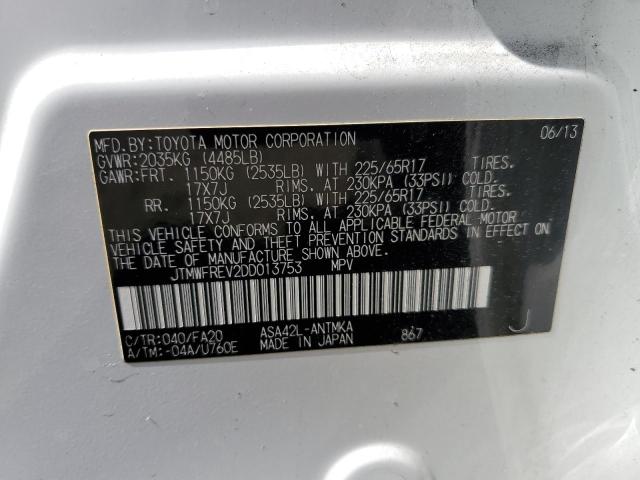 MFD.BY:TOYOTA MOTOR CORPORATION 06/13
GVWR:2035KG (4485LB)
GAWR:FRT. 1150KG (2535LB) WITH 225/65R17 TIRES.
17X7J RIMS. AT 230KPA (33PSI) COLD.
RR. 1150KG (2535LB) WITH 225/65R17 TIRES.
17X7J RIMS. AT 230KPA (33PSI) COLD.
THIS VEHICLE CONFORMS TO ALL APPLICABLE FEDERAL MOTOR
VEHICLE SAFETY AND THEFT PREVENTION STANDARDS IN EFFECT ON
THE DATE OF MANUFACTURE SHOWN ABOVE.
JTMWFREV2DD013753 MPV
C/TR:040/FA20 ASA42L-ANTMKA 867
A/TM:-04A/U760E MADE IN JAPAN J